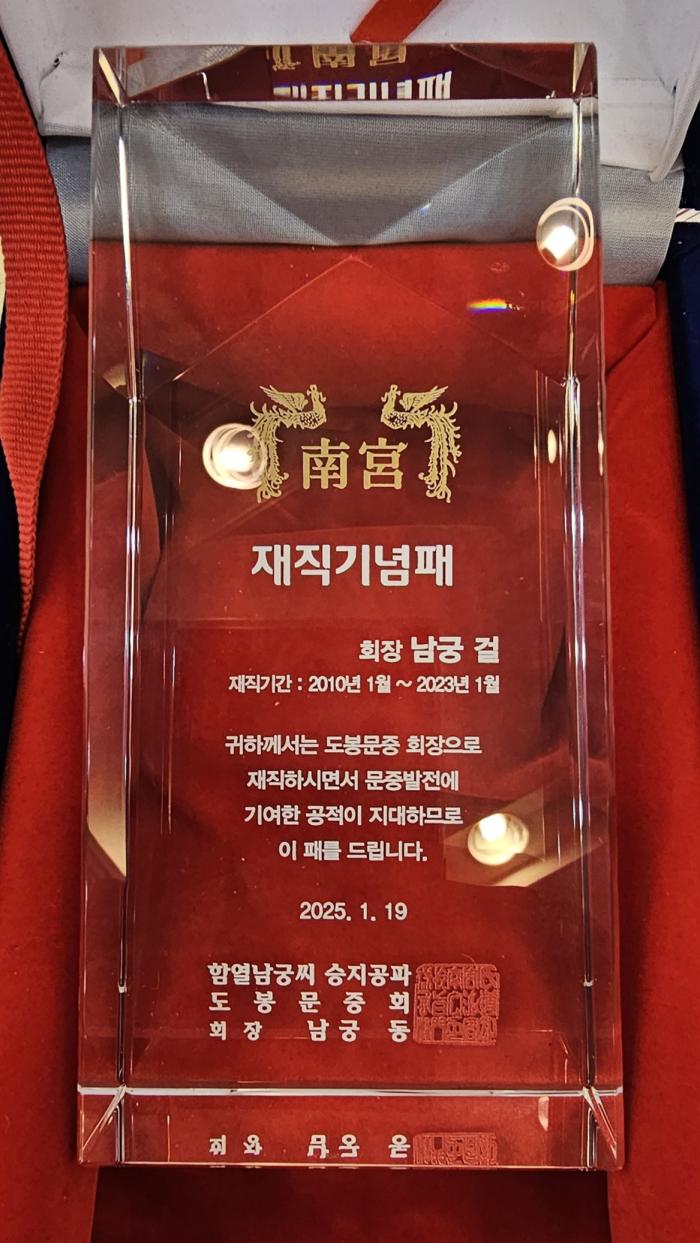 南宮
재직기념패
회장 남궁 걸
재직기간 : 2010년 1월 ~ 2023년 1월
귀하께서는 도봉문중 회장으로
재직하시면서 문중발전에
기여한 공적이 지대하므로
이 패를 드립니다.
2025. 1. 19
함열남궁씨 승지공파
도 봉 문 중 회
회 장 남 궁 동